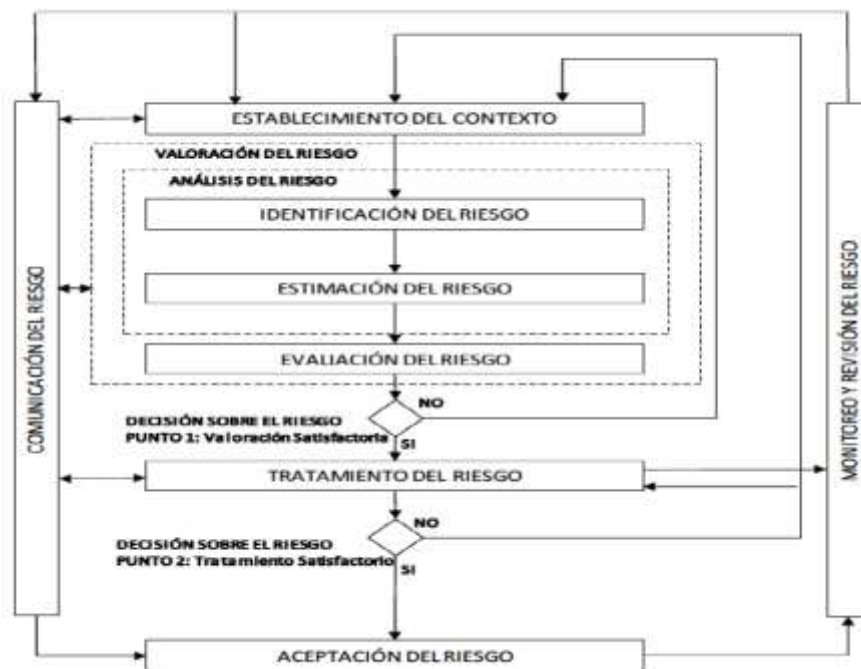 ESTABLECIMIENTO DEL CONTEXTO
VALORACIÓN DEL RIESGO
ANÁLISIS DEL RIESGO
IDENTIFICACIÓN DEL RIESGO
ESTIMACIÓN DEL RIESGO
EVALIACIÓN DEL RIESGO
NO
DECISIÓN SOBRE EL RIESGO
PUNTO 1: Valoración Satisfactoria
SI
TRATAMIENTO DEL RIESGO
NO
DECISIÓN SOBRE EL RIESGO
PUNTO 2: Tratamiento Satisfactorio
SI
ACEPTACIÓN DEL RIESGO
COMUNICACIÓN DEL RIESGO
MONITOREO Y REVISIÓN DEL RIESGO